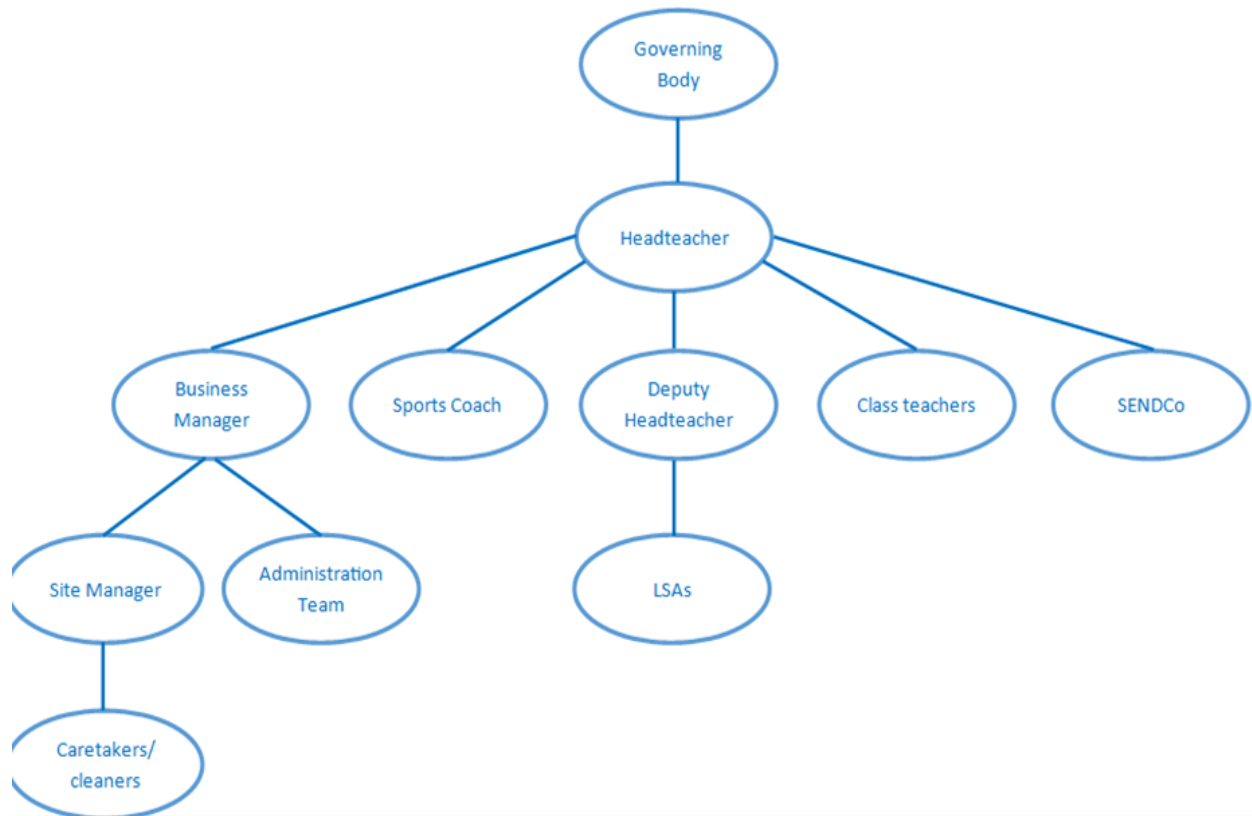 Governing
Body
Headteacher
Business
Manager
Sports Coach
Deputy
Headteacher
Class teachers
SENDCo
Site Manager
Administration
Team
LSAs
Caretakers/
cleaners